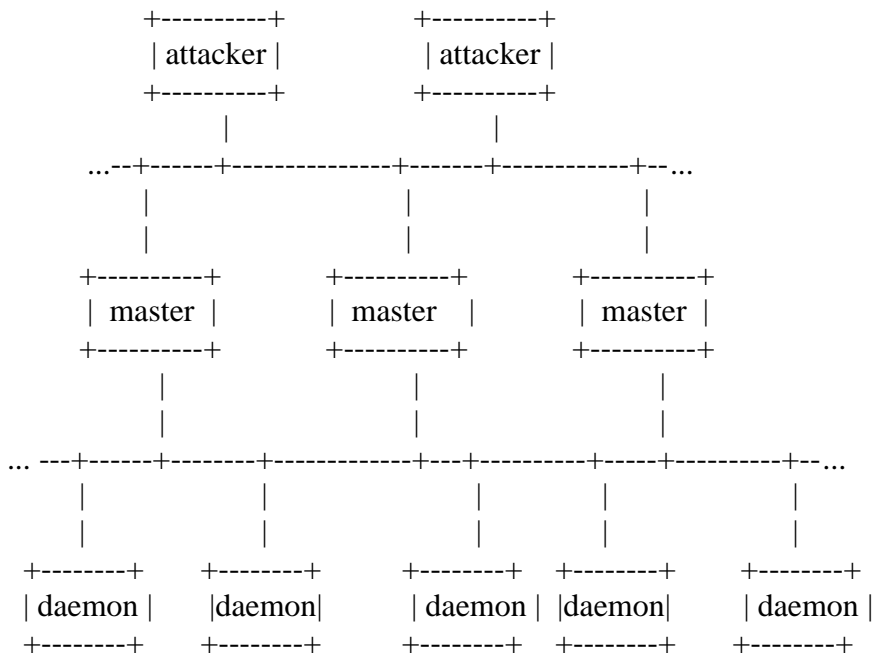 +----------+ +----------+
| attacker | | attacker |
+----------+ +----------+
| |
...--+------+---------------+------+----------------+--...
| | |
| | |
+----------+ +----------+ +----------+
| master | | master | | master |
+----------+ +----------+ +----------+
| | |
| | |
... ---+------+--------+--------------+---+----------+------+-----------+--...
| | | | |
| | | | |
+--------+ +--------+ +--------+ +--------+ +--------+
| daemon | |daemon| | daemon | |daemon| | daemon |
+--------+ +--------+ +--------+ +--------+ +--------+